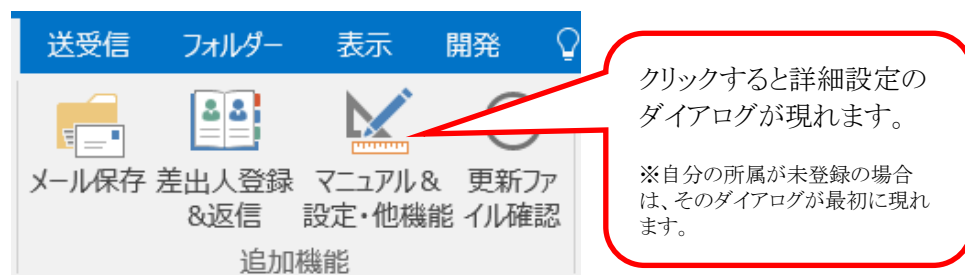 送受信 フォルダー 表示 開発
メール保存 差出人登録 マニュアル& 更新ファ
&返信 設定・他機能 イル確認
追加機能
クリックすると詳細設定の
ダイアログが現れます。
※自分の所属が未登録の場合
は、そのダイアログが最初に現れ
ます。